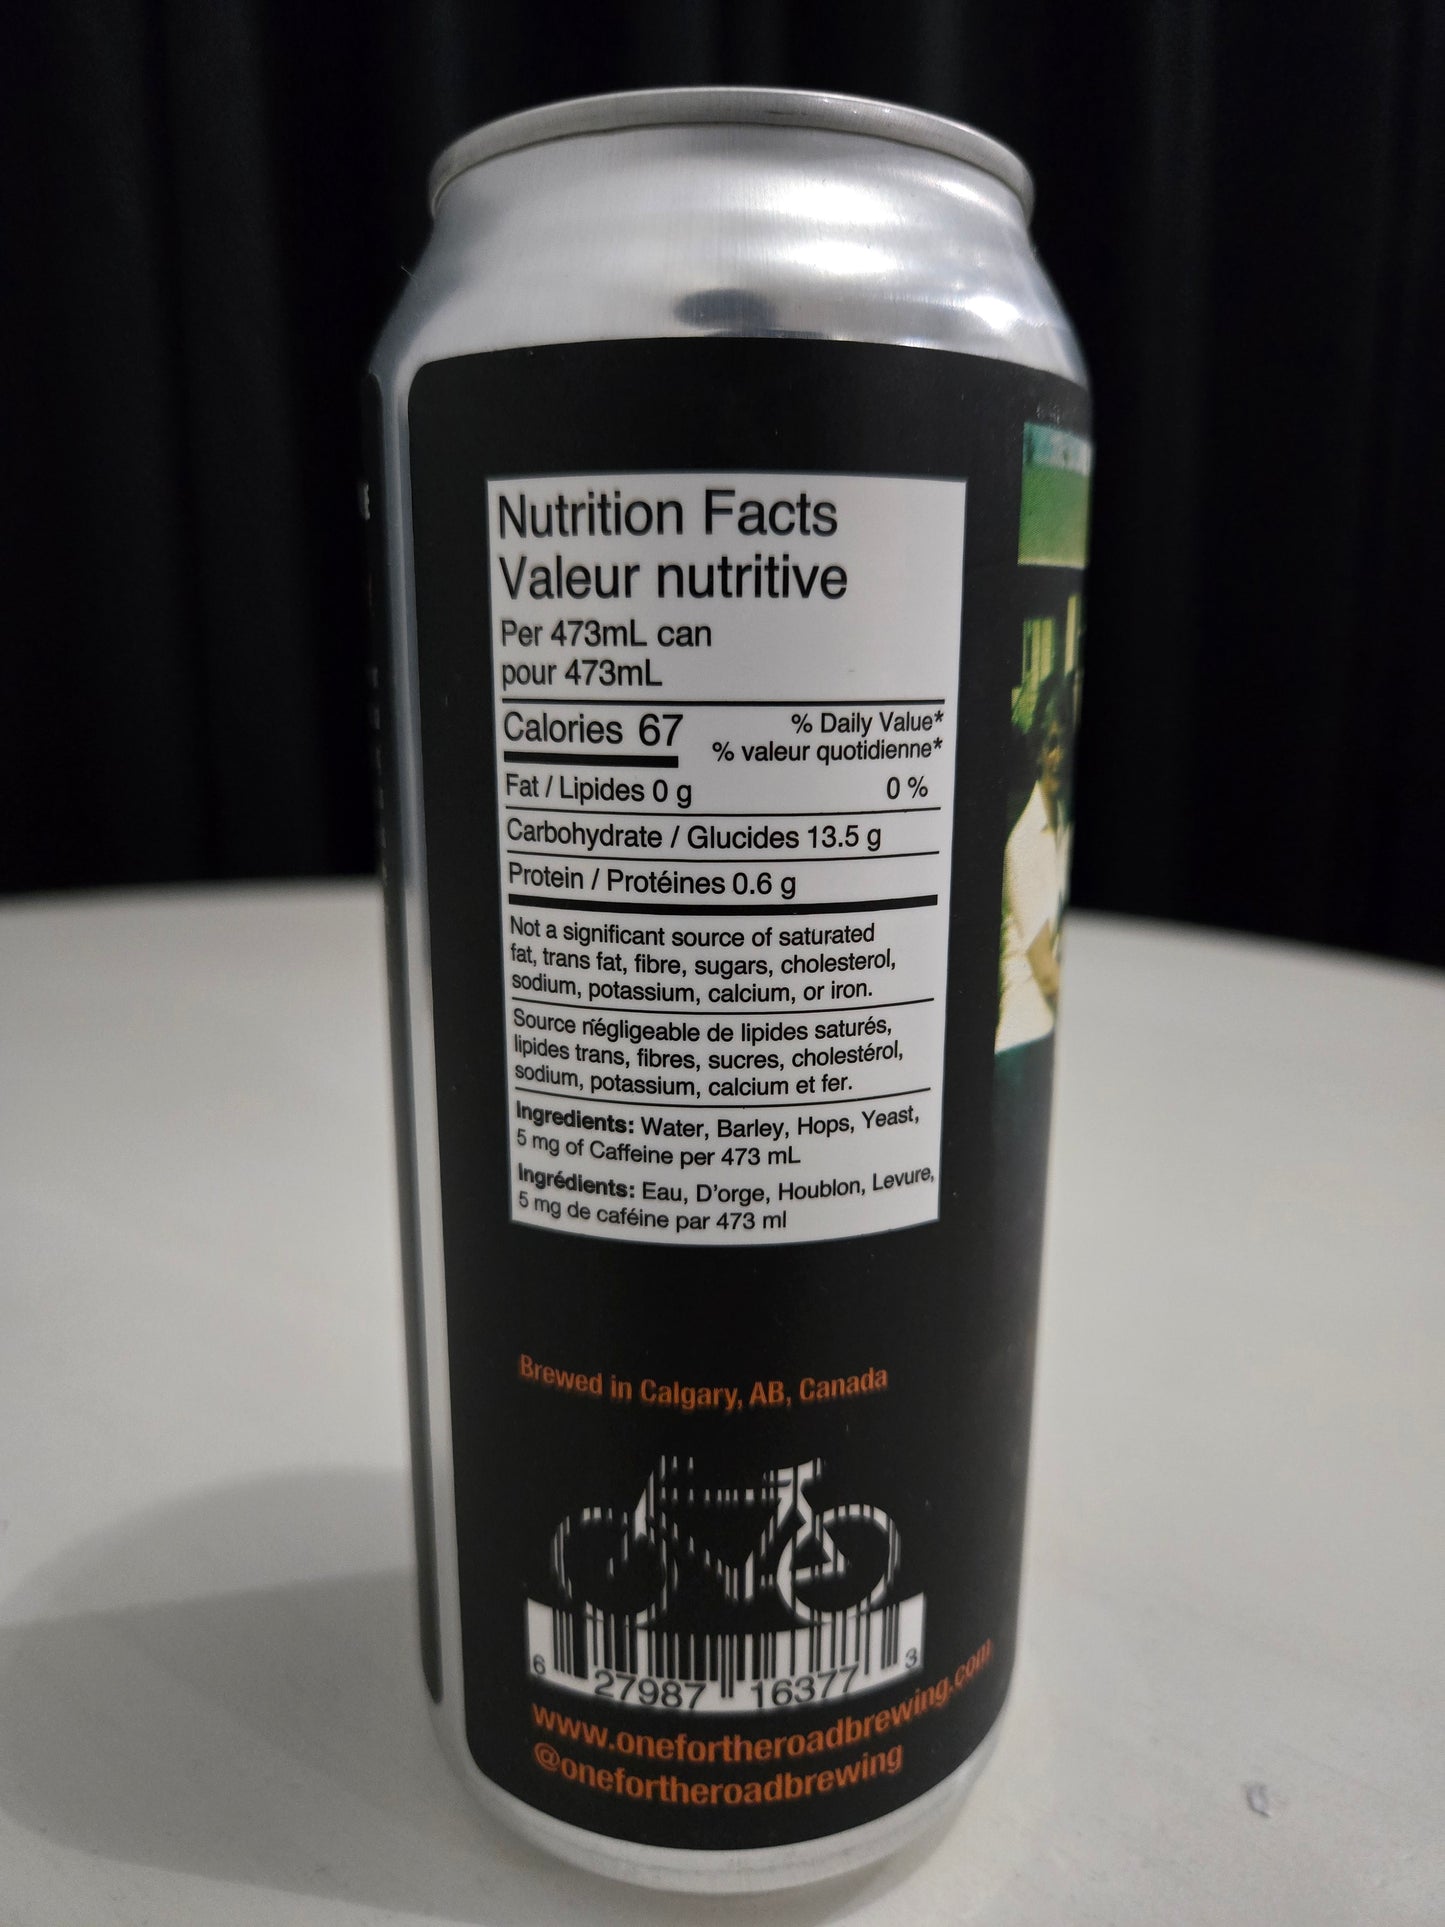 Nutrition Facts
Valeur nutritive
Per 473mL can
pour 473mL
Calories 67
% Daily Value*
% valeur quotidienne*
Fat / Lipides 0 g 0 %
Carbohydrate / Glucides 13.5 g
Protein / Protéines 0.6 g
Not a significant source of saturated
fat, trans fat, fibre, sugars, cholesterol,
sodium, potassium, calcium, or iron.
Source négligeable de lipides saturés,
lipides trans, fibres, sucres, cholestérol,
sodium, potassium, calcium et fer.
Ingredients: Water, Barley, Hops, Yeast,
5 mg of Caffeine per 473 mL
Ingrédients: Eau, D'orge, Houblon, Levure,
5 mg de caféine par 473 ml
Brewed in Calgary, AB, Canada
6 27987 16377 3
www.onefortheroadbrewing.com
@onefortheroadbrewing